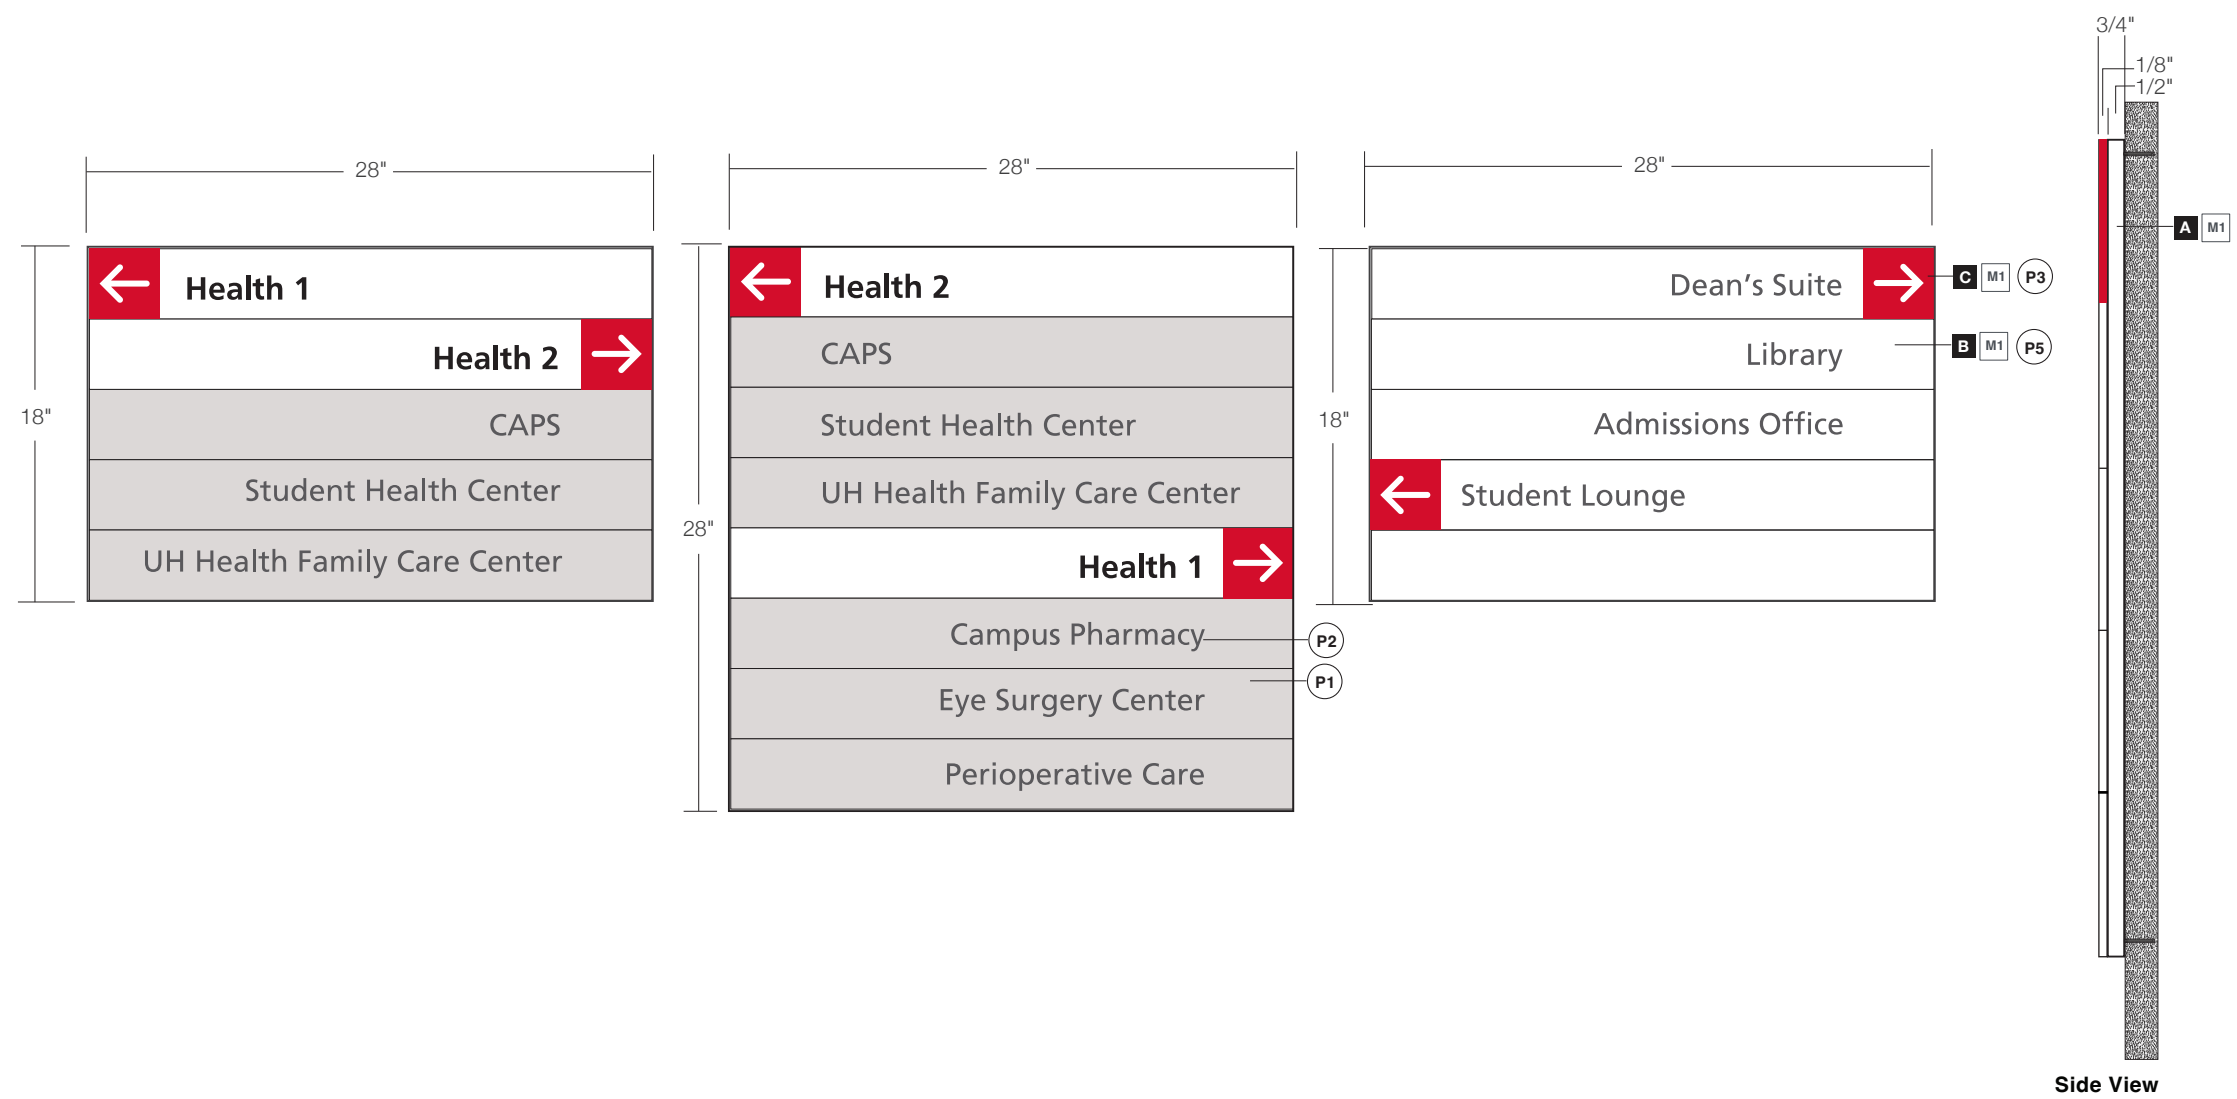 3/4"
1/8"
1/2"
28"
28"
28"
18"
Health 1
Health 2
CAPS
Student Health Center
UH Health Family Care Center
28"
Health 2
CAPS
Student Health Center
UH Health Family Care Center
Health 1
Campus Pharmacy
Eye Surgery Center
Perioperative Care
P2
P1
18"
Dean's Suite
Library
Admissions Office
Student Lounge
C M1 P3
B M1 P5
A M1
Side View